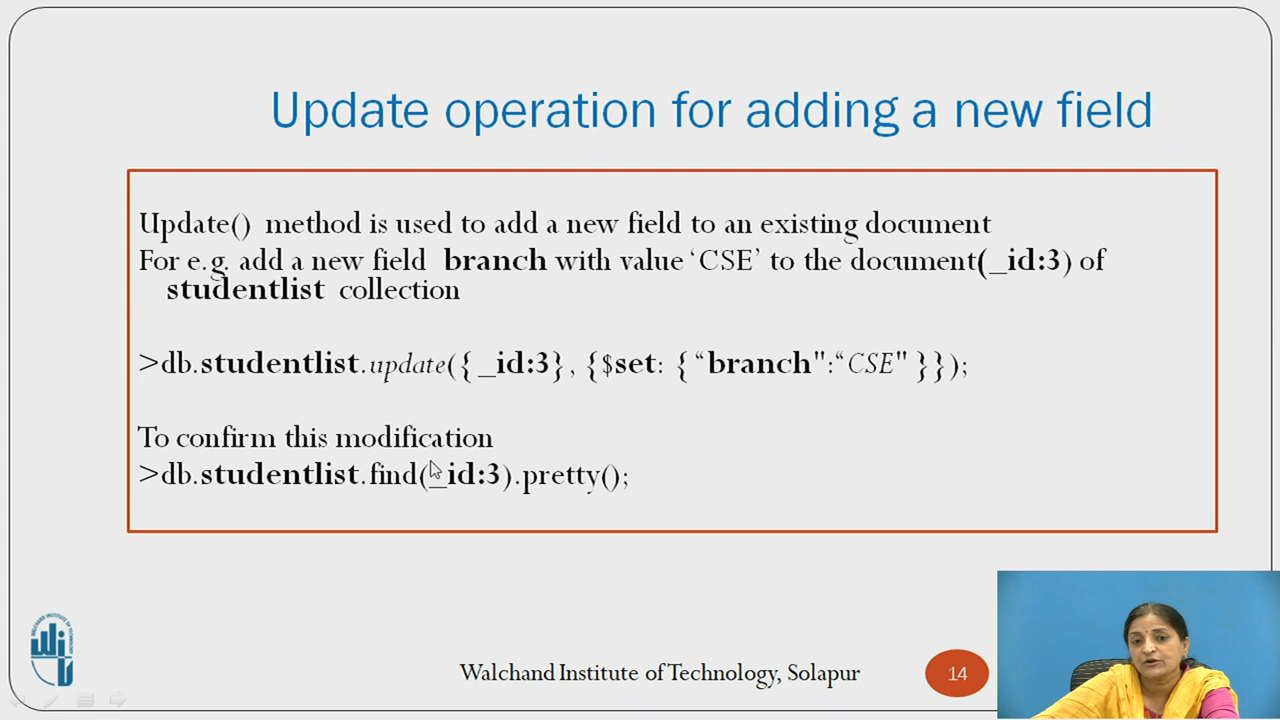 Update operation for adding a new field
Update() method is used to add a new field to an existing document
For e.g. add a new field branch with value ‘CSE’ to the document(_id:3) of
studentlist collection
>db.studentlist.update({_id:3}, {$set: {“branch":“CSE" }});
To confirm this modification
>db.studentlist.find(_id:3).pretty();
Walchand Institute of Technology, Solapur
14